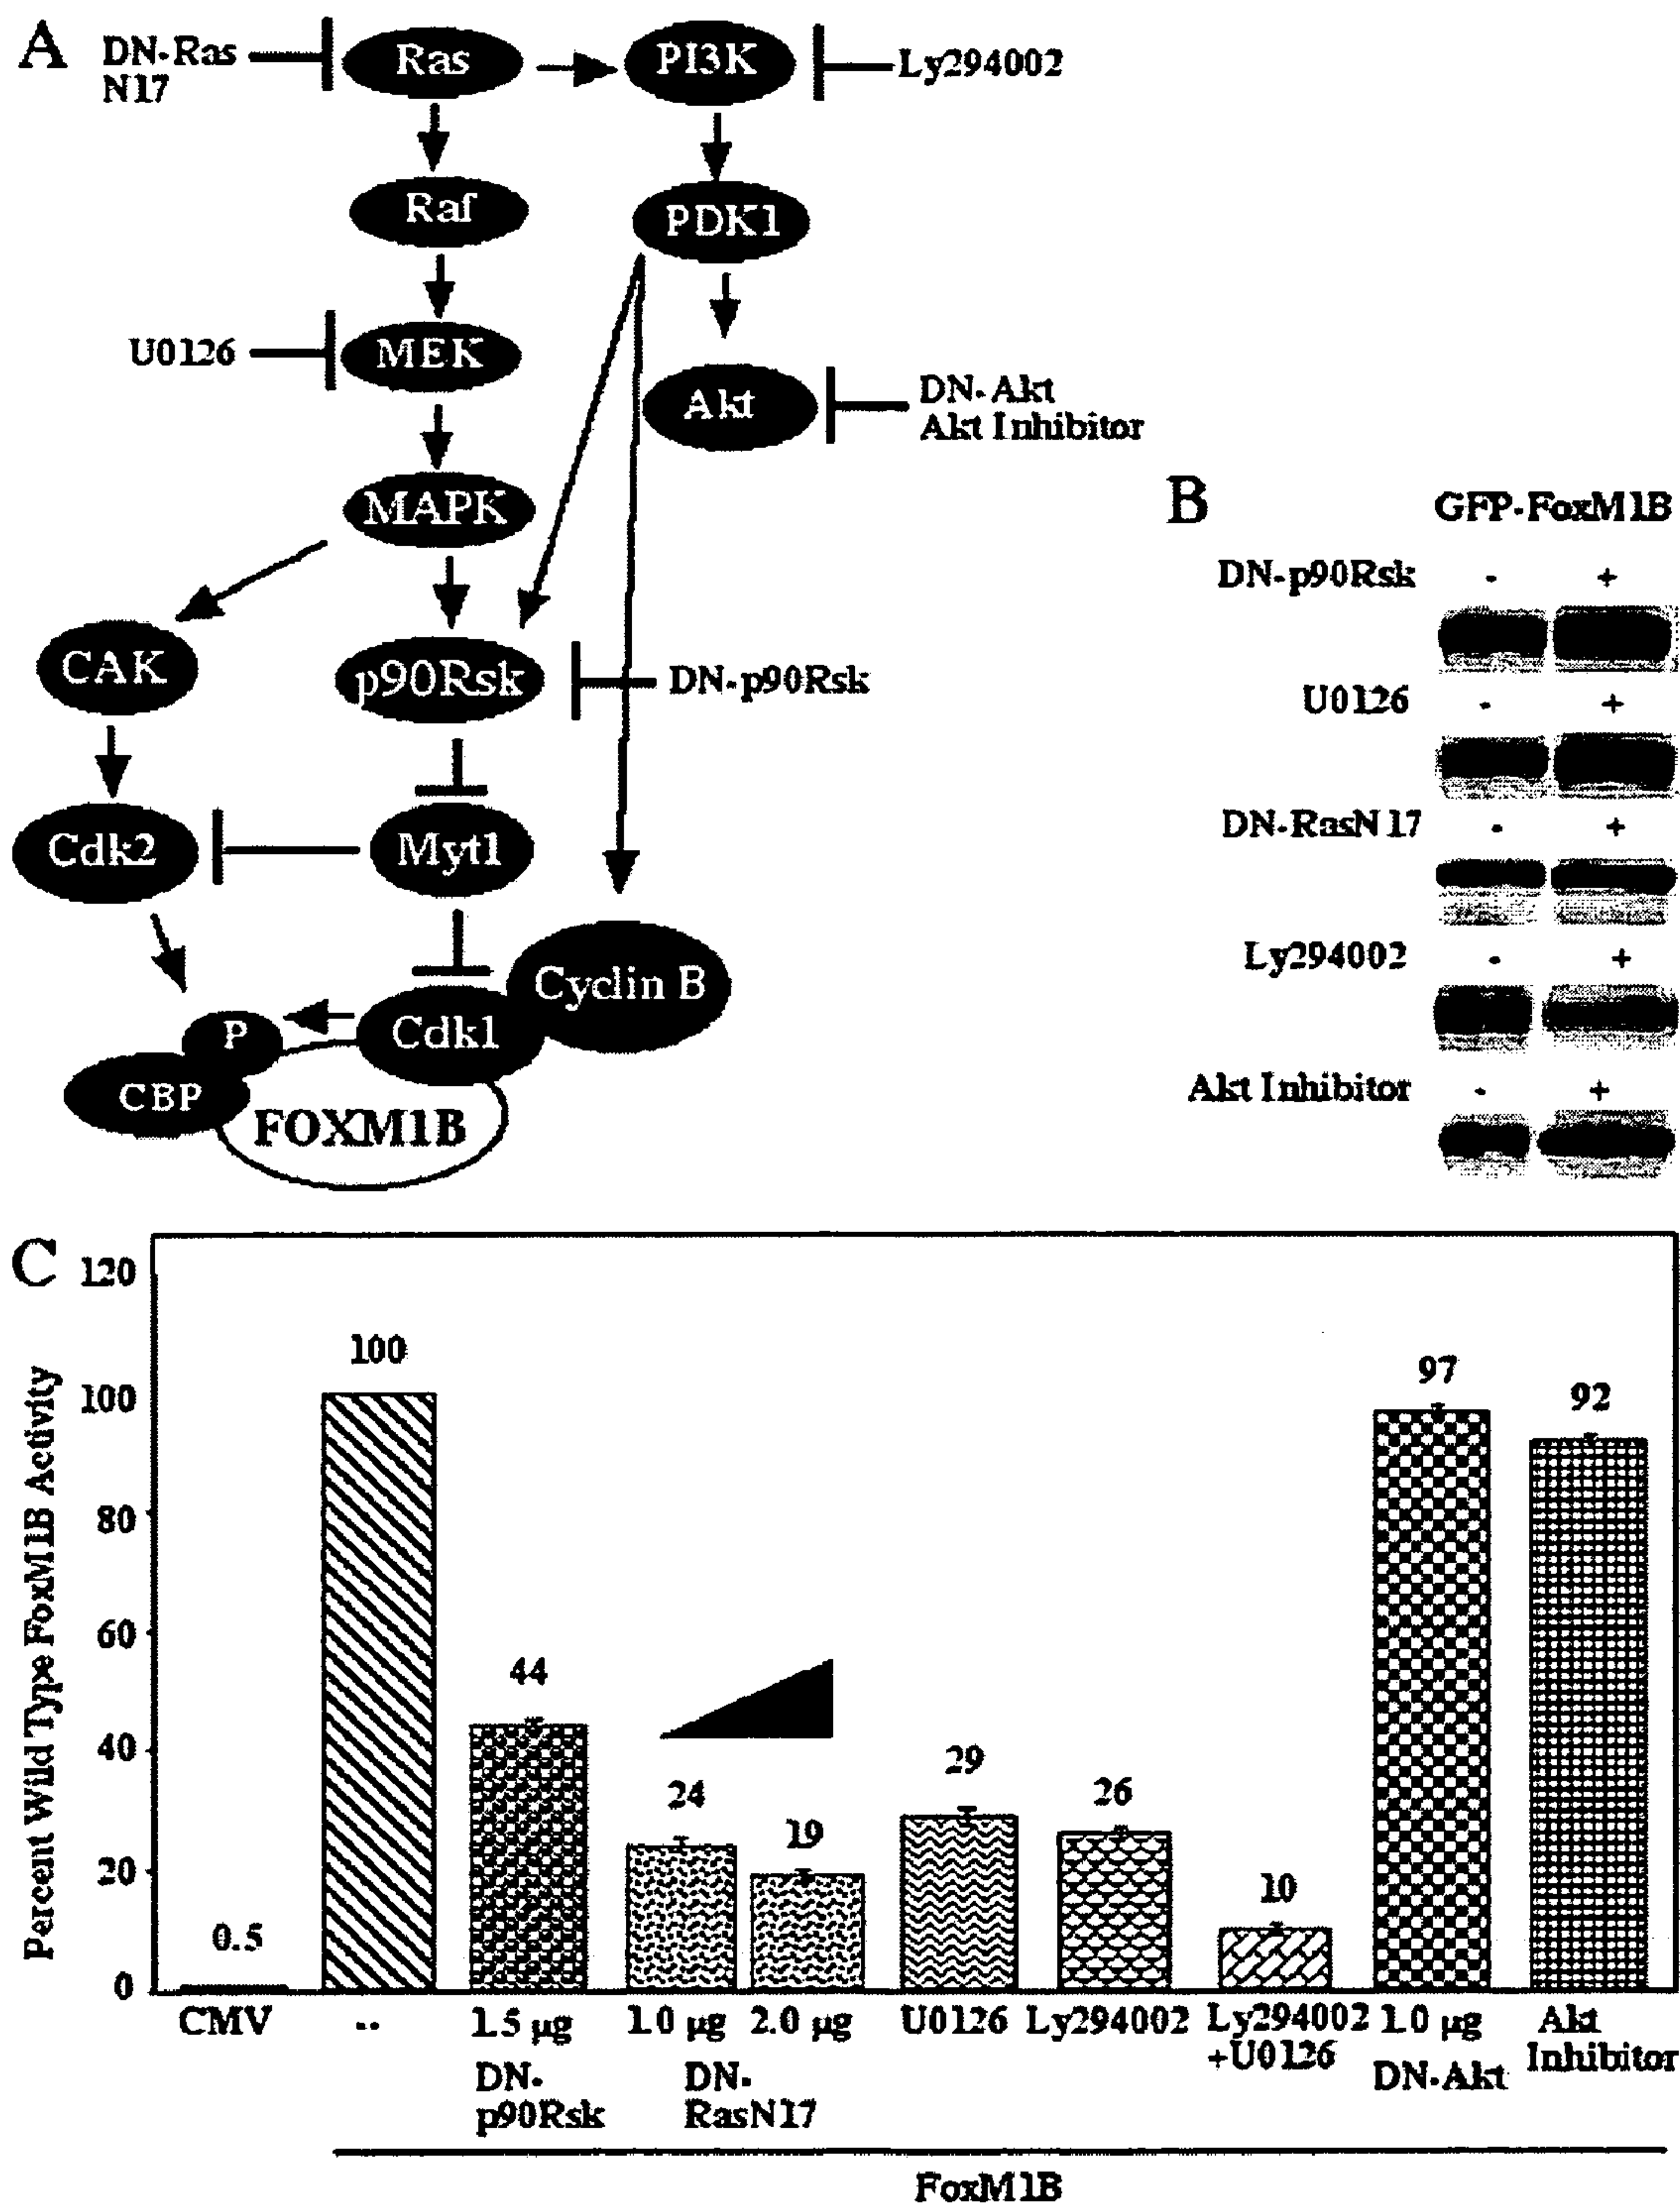 A
DN-Ras
N17
Ras
PI3K
Ly294002
Raf
PDK1
U0126
MEK
Akt
DN-Akt
Akt Inhibitor
MAPK
CAK
p90Rsk
DN-p90Rsk
Cdk2
Myt1
Cyclin B
Cdk1
P
CBP
FOXM1B
B
GFP-FoxM1B
DN-p90Rsk - +
U0126 - +
DN-RasN17 - +
Ly294002 - +
Akt Inhibitor - +
C
Percent Wild Type FoxM1B Activity
120
100
80
60
40
20
0
0.5
100
44
24
19
29
26
10
97
92
CMV -- 1.5 µg 1.0 µg 2.0 µg U0126 Ly294002 Ly294002 1.0 µg Akt
+U0126 Inhibitor
DN- DN- DN-Akt
p90Rsk RasN17
FoxM1B